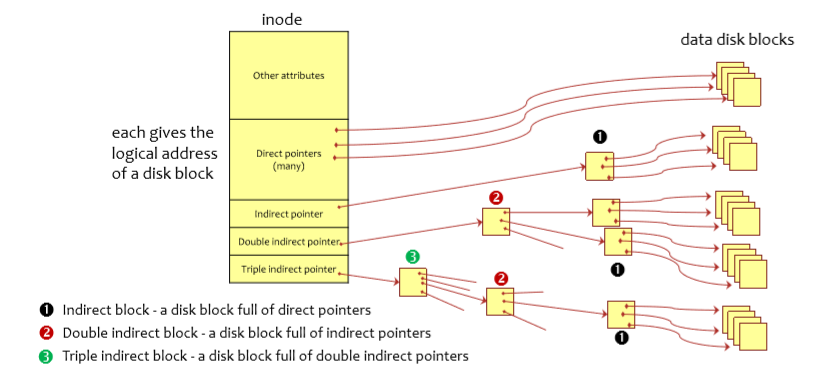 inode
data disk blocks
Other attributes
each gives the
logical address
of a disk block
Direct pointers
(many)
1
Indirect pointer
2
Double indirect pointer
1
3
2
Triple indirect pointer
1
1 Indirect block - a disk block full of direct pointers
2 Double indirect block - a disk block full of indirect pointers
3 Triple indirect block - a disk block full of double indirect pointers